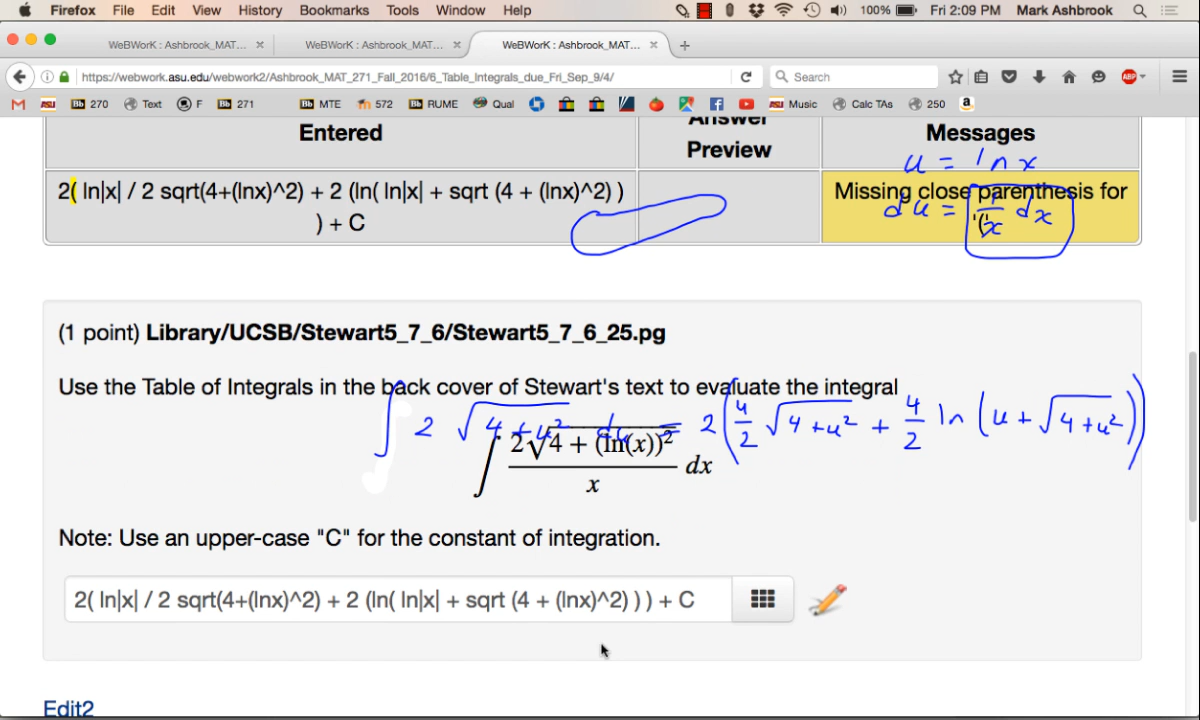 Firefox File Edit View History Bookmarks Tools Window Help 100% Fri 2:09 PM Mark Ashbrook
WeBWorK : Ashbrook_MAT... × WeBWorK : Ashbrook_MAT... × WeBWorK : Ashbrook_MAT... × +
https://webwork.asu.edu/webwork2/Ashbrook_MAT_271_Fall_2016/6_Table_Integrals_due_Fri_Sep_9/4/ Search ABP
M ASU Bb 270 Text F Bb 271 Bb MTE 572 Bb RUME Qual ASU Music Calc TAs 250 a
Entered Answer Preview Messages
u = ln x
2( ln|x| / 2 sqrt(4+(lnx)^2) + 2 (ln( ln|x| + sqrt (4 + (lnx)^2) )
) + C
Missing close parenthesis for
'('
du = 1/x dx
(1 point) Library/UCSB/Stewart5_7_6/Stewart5_7_6_25.pg
Use the Table of Integrals in the back cover of Stewart's text to evaluate the integral
∫ 2 √(4 + u²) du = 2(u/2 √(4 + u²) + 4/2 ln (u + √(4 + u²)))
∫ 2√(4 + (ln(x))²) / x dx
Note: Use an upper-case "C" for the constant of integration.
2( ln|x| / 2 sqrt(4+(lnx)^2) + 2 (ln( ln|x| + sqrt (4 + (lnx)^2) ) ) + C
Edit2